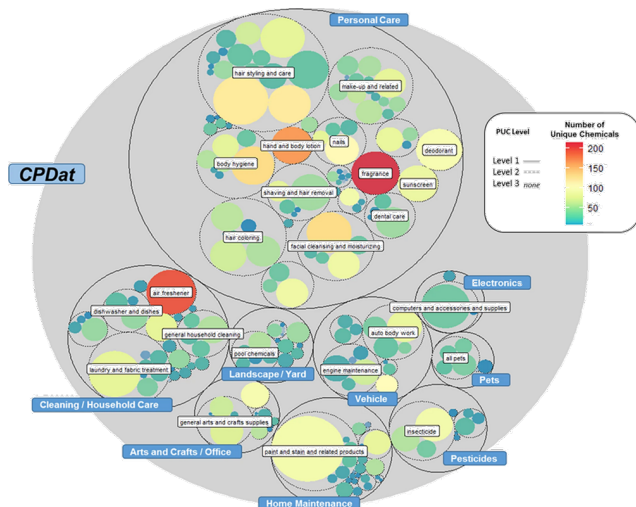 Personal Care
hair styling and care
make-up and related
PUC Level
Level 1
Level 2
Level 3 none
Number of
Unique Chemicals
200
150
100
50
CPDat
hand and body lotion
nails
deodorant
body hygiene
fragrance
sunscreen
shaving and hair removal
dental care
hair coloring
facial cleansing and moisturizing
air freshener
Electronics
dishwasher and dishes
computers and accessories and supplies
general household cleaning
auto body work
pool chemicals
all pets
laundry and fabric treatment
engine maintenance
Landscape / Yard
Pets
Cleaning / Household Care
Vehicle
general arts and crafts supplies
insecticide
Arts and Crafts / Office
paint and stain and related products
Pesticides
Home Maintenance